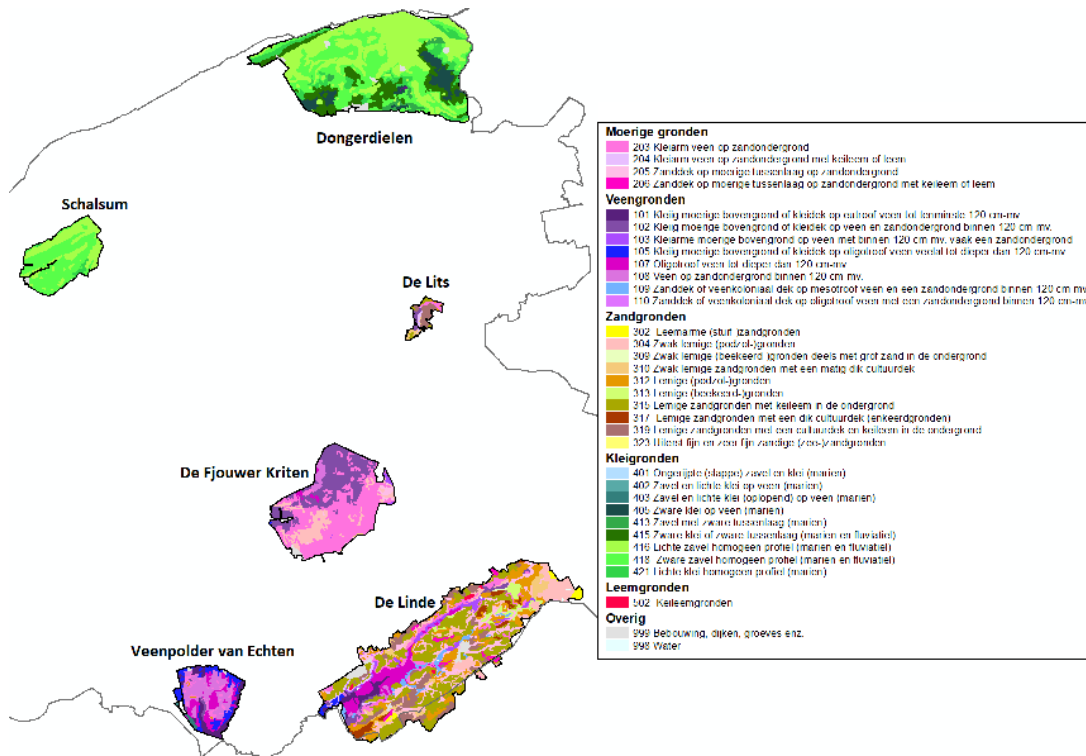 Dongerdielen
Schalsum
De Lits
De Fjouwer Kriten
De Linde
Veenpolder van Echten
Moerige gronden
203 Kleiarm veen op zandondergrond
204 Kleiarm veen op zandondergrond met keileem of leem
205 Zanddek op moerige tussenlaag op zandondergrond
206 Zanddek op moerige tussenlaag op zandondergrond met keileem of leem
Veengronden
101 Kleiig moerige bovengrond of kleidek op eutroof veen tot tenminste 120 cm-mv
102 Kleiig moerige bovengrond of kleidek op veen en zandondergrond binnen 120 cm mv.
103 Kleiarme moerige bovengrond op veen met binnen 120 cm mv. vaak een zandondergrond
105 Kleiig moerige bovengrond of kleidek op oligotroof veen veelal tot dieper dan 120 cm-mv
107 Oligotroof veen tot dieper dan 120 cm-mv
108 Veen op zandondergrond binnen 120 cm mv.
109 Zanddek of veenkoloniaal dek op mesotroof veen en een zandondergrond binnen 120 cm mv
110 Zanddek of veenkoloniaal dek op oligotroof veen met een zandondergrond binnen 120 cm-mv
Zandgronden
302 Leemarme (stuif-)zandgronden
304 Zwak lemige (podzol-)gronden
309 Zwak lemige (beekeerd-)gronden deels met grof zand in de ondergrond
310 Zwak lemige zandgronden met een matig dik cultuurdek
312 Lemige (podzol-)gronden
313 Lemige (beekeerd-)gronden
315 Lemige zandgronden met keileem in de ondergrond
317 Lemige zandgronden met een dik cultuurdek (enkeerdgronden)
319 Lemige zandgronden met een cultuurdek en keileem in de ondergrond
323 Uiterst fijn en zeer fijn zandige (zee-)zandgronden
Kleigronden
401 Ongerijpte (slappe) zavel en klei (marien)
402 Zavel en lichte klei op veen (marien)
403 Zavel en lichte klei (oplopend) op veen (marien)
405 Zware klei op veen (marien)
413 Zavel met zware tussenlaag (marien)
415 Zware klei of zware tussenlaag (marien en fluviatiel)
416 Lichte zavel homogeen profiel (marien en fluviatiel)
418 Zware zavel homogeen profiel (marien en fluviatiel)
421 Lichte klei homogeen profiel (marien)
Leemgronden
502 Keileemgronden
Overig
999 Bebouwing, dijken, groeves enz.
998 Water